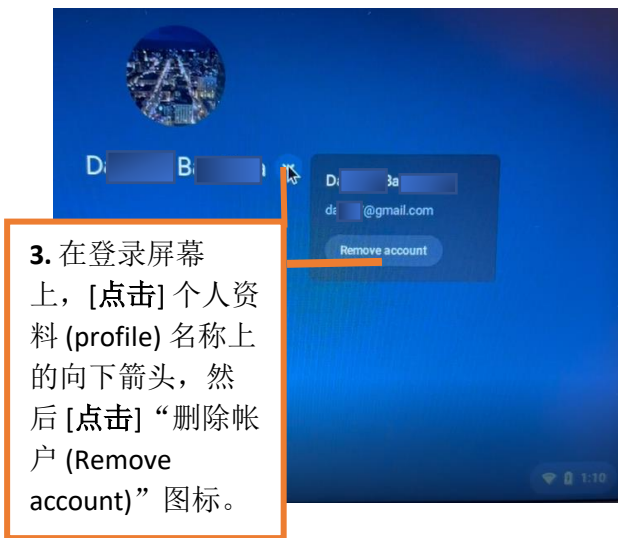 D B
D Ba
da @gmail.com
Remove account
3. 在登录屏幕
上，[点击] 个人资
料 (profile) 名称上
的向下箭头，然
后 [点击]“删除帐
户 (Remove
account)”图标。
1:10